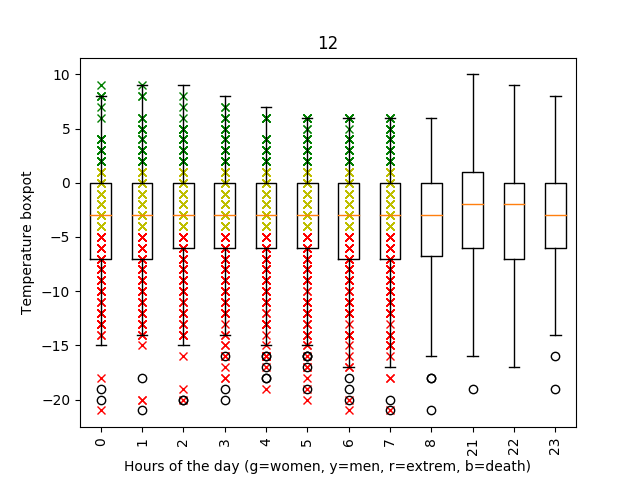 12
10
5
0
−5
−10
−15
−20
Temperature boxpot
0 1 2 3 4 5 6 7 8 21 22 23
Hours of the day (g=women, y=men, r=extrem, b=death)